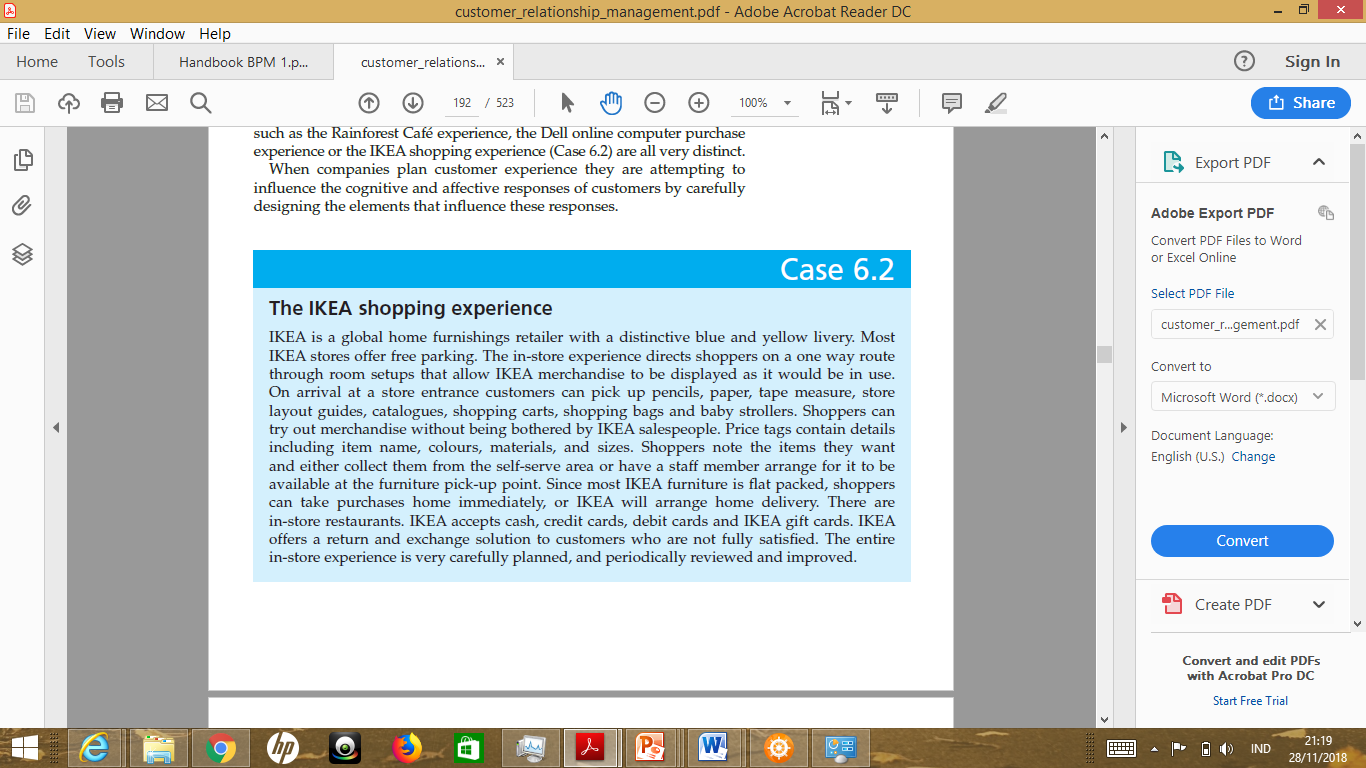 customer_relationship_management.pdf - Adobe Acrobat Reader DC
File Edit View Window Help
Home Tools Handbook BPM 1.p... customer_relations... × ? Sign In
192 / 523 100% Share
such as the Rainforest Café experience, the Dell online computer purchase
experience or the IKEA shopping experience (Case 6.2) are all very distinct.
When companies plan customer experience they are attempting to
influence the cognitive and affective responses of customers by carefully
designing the elements that influence these responses.
Case 6.2
The IKEA shopping experience
IKEA is a global home furnishings retailer with a distinctive blue and yellow livery. Most
IKEA stores offer free parking. The in-store experience directs shoppers on a one way route
through room setups that allow IKEA merchandise to be displayed as it would be in use.
On arrival at a store entrance customers can pick up pencils, paper, tape measure, store
layout guides, catalogues, shopping carts, shopping bags and baby strollers. Shoppers can
try out merchandise without being bothered by IKEA salespeople. Price tags contain details
including item name, colours, materials, and sizes. Shoppers note the items they want
and either collect them from the self-serve area or have a staff member arrange for it to be
available at the furniture pick-up point. Since most IKEA furniture is flat packed, shoppers
can take purchases home immediately, or IKEA will arrange home delivery. There are
in-store restaurants. IKEA accepts cash, credit cards, debit cards and IKEA gift cards. IKEA
offers a return and exchange solution to customers who are not fully satisfied. The entire
in-store experience is very carefully planned, and periodically reviewed and improved.
Export PDF
Adobe Export PDF
Convert PDF Files to Word
or Excel Online
Select PDF File
customer_r...gement.pdf
Convert to
Microsoft Word (*.docx)
Document Language:
English (U.S.) Change
Convert
Create PDF
Convert and edit PDFs
with Acrobat Pro DC
Start Free Trial
hp
IND
21:19
28/11/2018